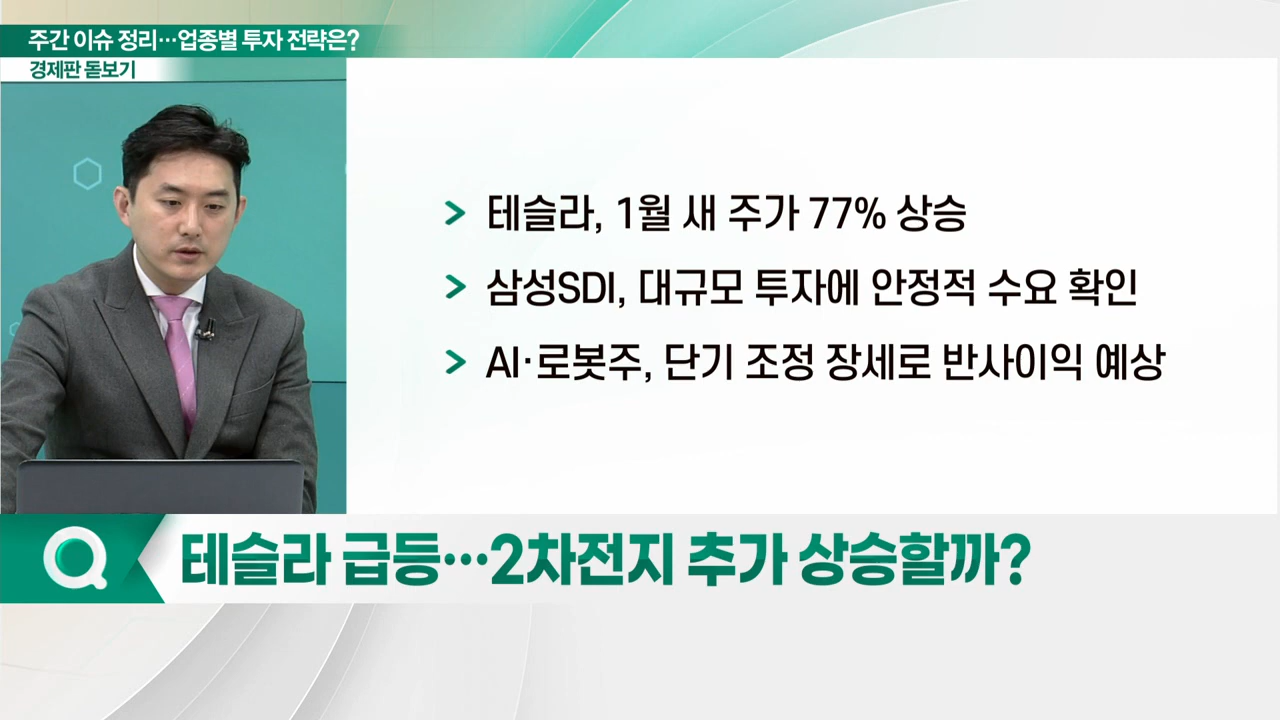 주간 이슈 정리…업종별 투자 전략은?
경제판 돋보기
> 테슬라, 1월 새 주가 77% 상승
> 삼성SDI, 대규모 투자에 안정적 수요 확인
> AI·로봇주, 단기 조정 장세로 반사이익 예상
Q 테슬라 급등…2차전지 추가 상승할까?